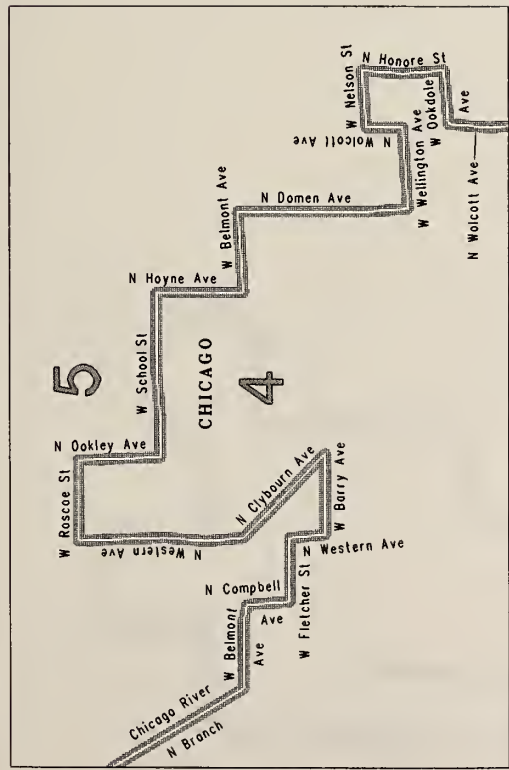 5
4
CHICAGO
Chicago River
N Branch
W Belmont
Ave
N Campbell
Ave
W Fletcher St
N Western Ave
W Barry Ave
N Clybourn Ave
N Western Ave
W Roscoe St
N Oakley Ave
W School St
N Hoyne Ave
W Belmont Ave
N Damen Ave
W Wellington Ave
N Wolcott Ave
W Nelson St
N Honore St
W Oakdale
Ave
N Wolcott Ave